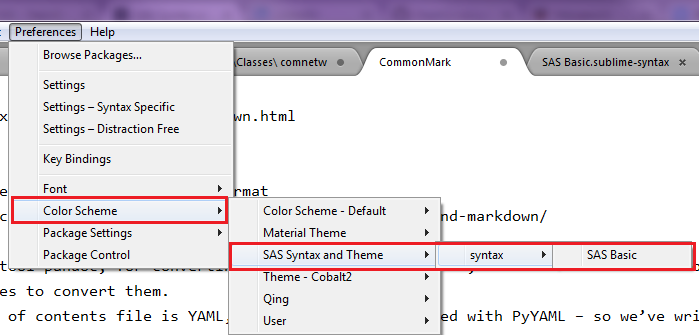 Preferences Help
Browse Packages...
\Classes\ comnetw CommonMark SAS Basic.sublime-syntax
Settings
Settings – Syntax Specific
Settings – Distraction Free
wn.html
Key Bindings
Font
rmat
Color Scheme
Color Scheme - Default
nd-markdown/
Package Settings
Material Theme
Package Control
SAS Syntax and Theme syntax SAS Basic
Theme - Cobalt2
es to convert them.
Qing
of contents file is YAML, ed with PyYAML – so we've wri
User